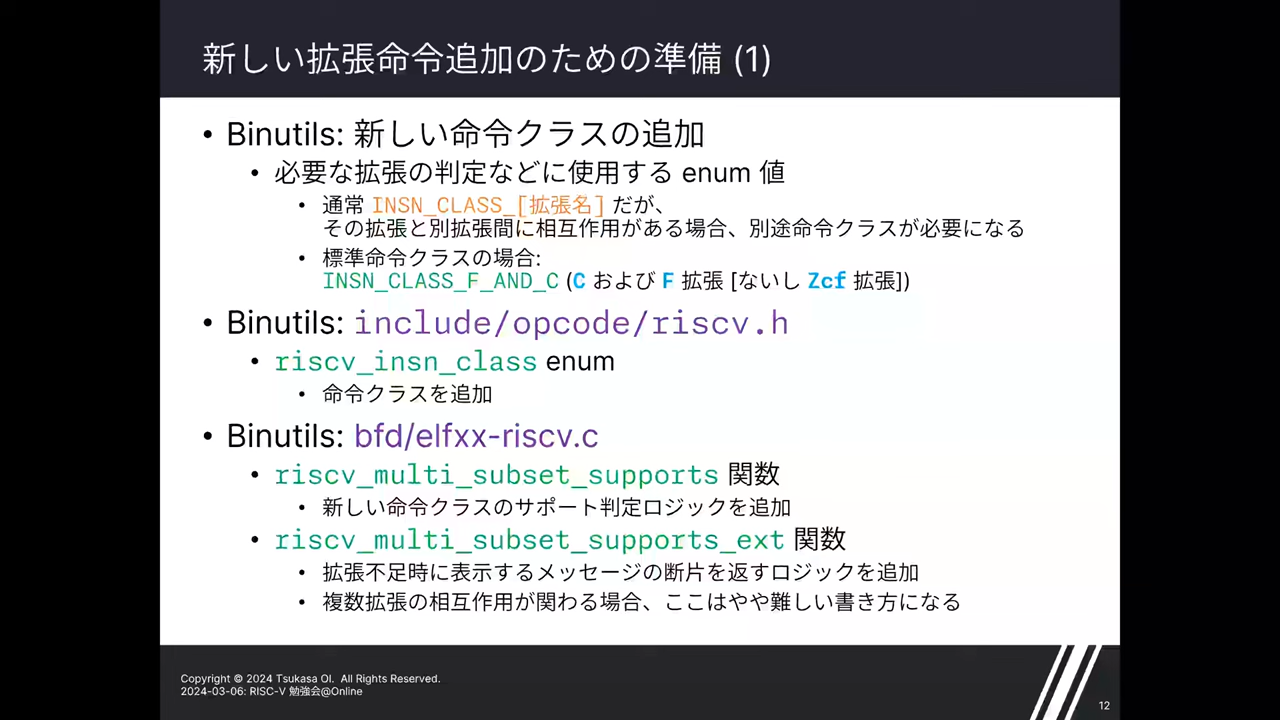 新しい拡張命令追加のための準備 (1)
• Binutils: 新しい命令クラスの追加
• 必要な拡張の判定などに使用する enum 値
• 通常 INSN_CLASS_[拡張名] だが、
その拡張と別拡張間に相互作用がある場合、別途命令クラスが必要になる
• 標準命令クラスの場合:
INSN_CLASS_F_AND_C (C および F 拡張 [ないし Zcf 拡張])
• Binutils: include/opcode/riscv.h
• riscv_insn_class enum
• 命令クラスを追加
• Binutils: bfd/elfxx-riscv.c
• riscv_multi_subset_supports 関数
• 新しい命令クラスのサポート判定ロジックを追加
• riscv_multi_subset_supports_ext 関数
• 拡張不足時に表示するメッセージの断片を返すロジックを追加
• 複数拡張の相互作用が関わる場合、ここはやや難しい書き方になる
Copyright © 2024 Tsukasa OI. All Rights Reserved.
2024-03-06: RISC-V 勉強会@Online
12